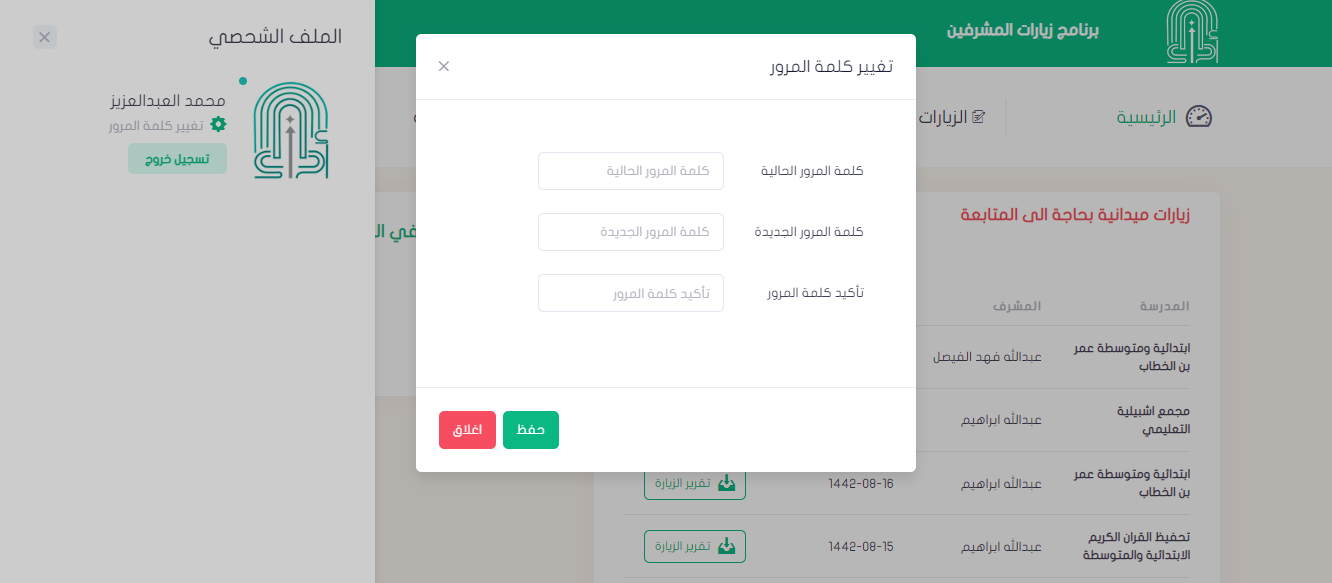 برنامج زيارات المشرفين
الرئيسية
الزيارات
الملف الشخصي
محمد العبدالعزيز
تغيير كلمة المرور
تسجيل خروج
تغيير كلمة المرور
كلمة المرور الحالية
كلمة المرور الحالية
كلمة المرور الجديدة
كلمة المرور الجديدة
تأكيد كلمة المرور
تأكيد كلمة المرور
حفظ
اغلاق
زيارات ميدانية بحاجة الى المتابعة
في
المدرسة المشرف
ابتدائية ومتوسطة عمر
بن الخطاب
عبدالله فهد الفيصل
مجمع اشبيلية
التعليمي
عبدالله ابراهيم
ابتدائية ومتوسطة عمر
بن الخطاب
عبدالله ابراهيم 1442-08-16 تقرير الزيارة
تحفيظ القران الكريم
الابتدائية والمتوسطة
عبدالله ابراهيم 1442-08-15 تقرير الزيارة